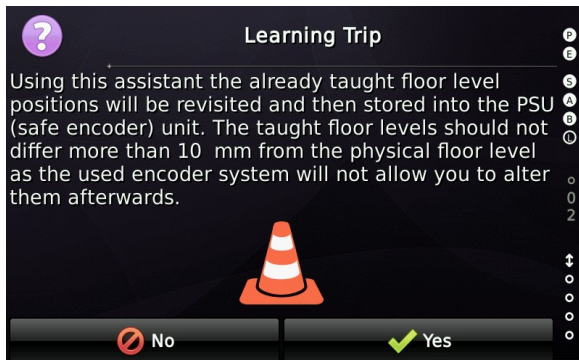 Learning Trip
Using this assistant the already taught floor level
positions will be revisited and then stored into the PSU
(safe encoder) unit. The taught floor levels should not
differ more than 10  mm from the physical floor level
as the used encoder system will not allow you to alter
them afterwards.
No
Yes
P
E
S
A
B
L
0
2